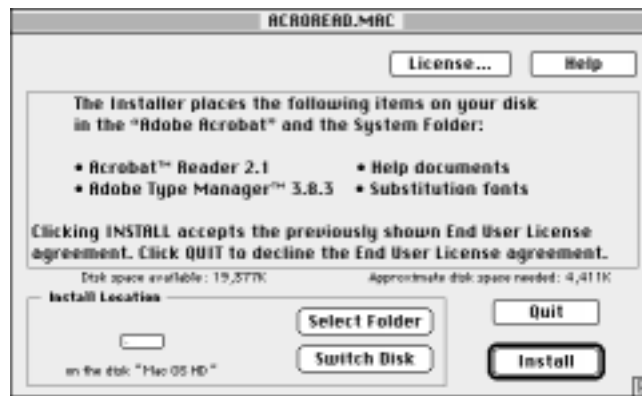 ACROREAD.MAC
License... Help
The Installer places the following items on your disk
in the “Adobe Acrobat” and the System Folder:
• Acrobat™ Reader 2.1 • Help documents
• Adobe Type Manager™ 3.8.3 • Substitution fonts
Clicking INSTALL accepts the previously shown End User License
agreement. Click QUIT to decline the End User License agreement.
Disk space available: 19,377K Approximate disk space needed: 4,411K
Install Location
Select Folder Quit
Switch Disk Install
on the disk "Mac OS HD"